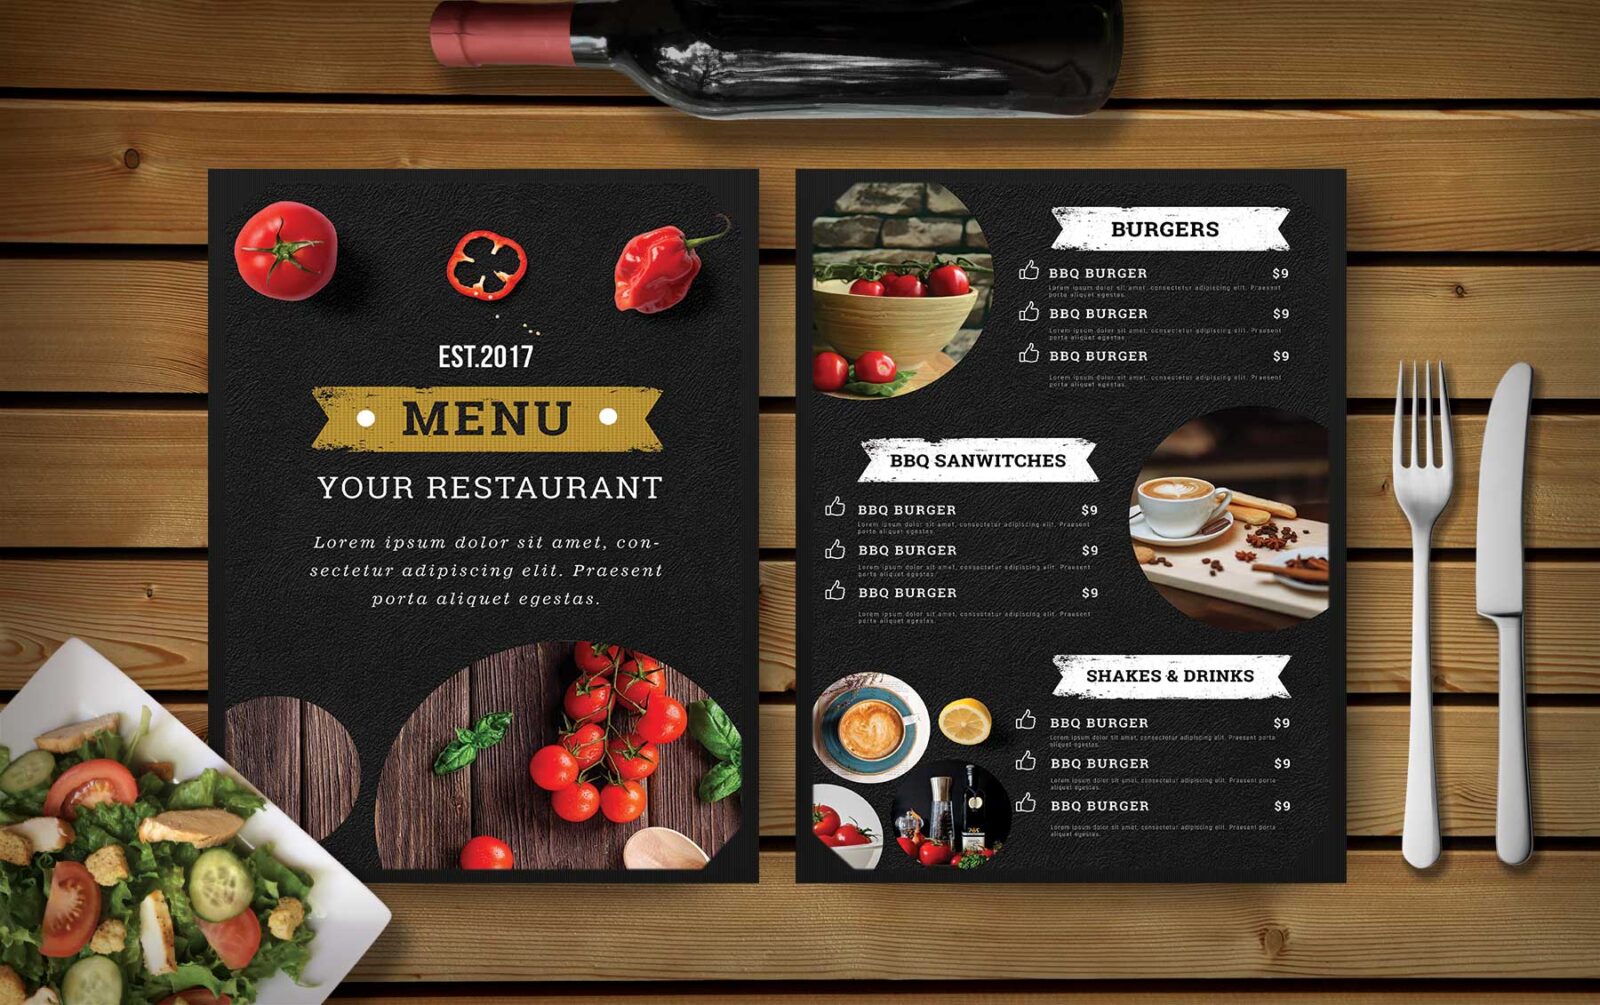 EST.2017
MENU
YOUR RESTAURANT
Lorem ipsum dolor sit amet, con-
sectetur adipiscing elit. Praesent
porta aliquet egestas.
BURGERS
BBQ BURGER $9
Lorem ipsum dolor sit amet, consectetur adipiscing elit. Praesent
porta aliquet egestas.
BBQ BURGER $9
Lorem ipsum dolor sit amet, consectetur adipiscing elit. Praesent
porta aliquet egestas
BBQ BURGER $9
Lorem ipsum dolor sit amet, consectetur adipiscing elit. Praesent
porta aliquet egestas.
BBQ SANWITCHES
BBQ BURGER $9
Lorem ipsum dolor sit amet, consectetur adipiscing elit. Praesent
porta aliquet egestas.
BBQ BURGER $9
Lorem ipsum dolor sit amet, consectetur adipiscing elit. Praesent
porta aliquet egestas.
BBQ BURGER $9
Lorem ipsum dolor sit amet, consectetur adipiscing elit. Praesent
porta aliquet egestas.
SHAKES & DRINKS
BBQ BURGER $9
Lorem ipsum dolor sit amet, consectetur adipiscing elit. Praesent porta
aliquet egestas.
BBQ BURGER $9
Lorem ipsum dolor sit amet, consectetur adipiscing elit. Praesent porta
aliquet egestas.
BBQ BURGER $9
Lorem ipsum dolor sit amet, consectetur adipiscing elit. Praesent porta
aliquet egestas.